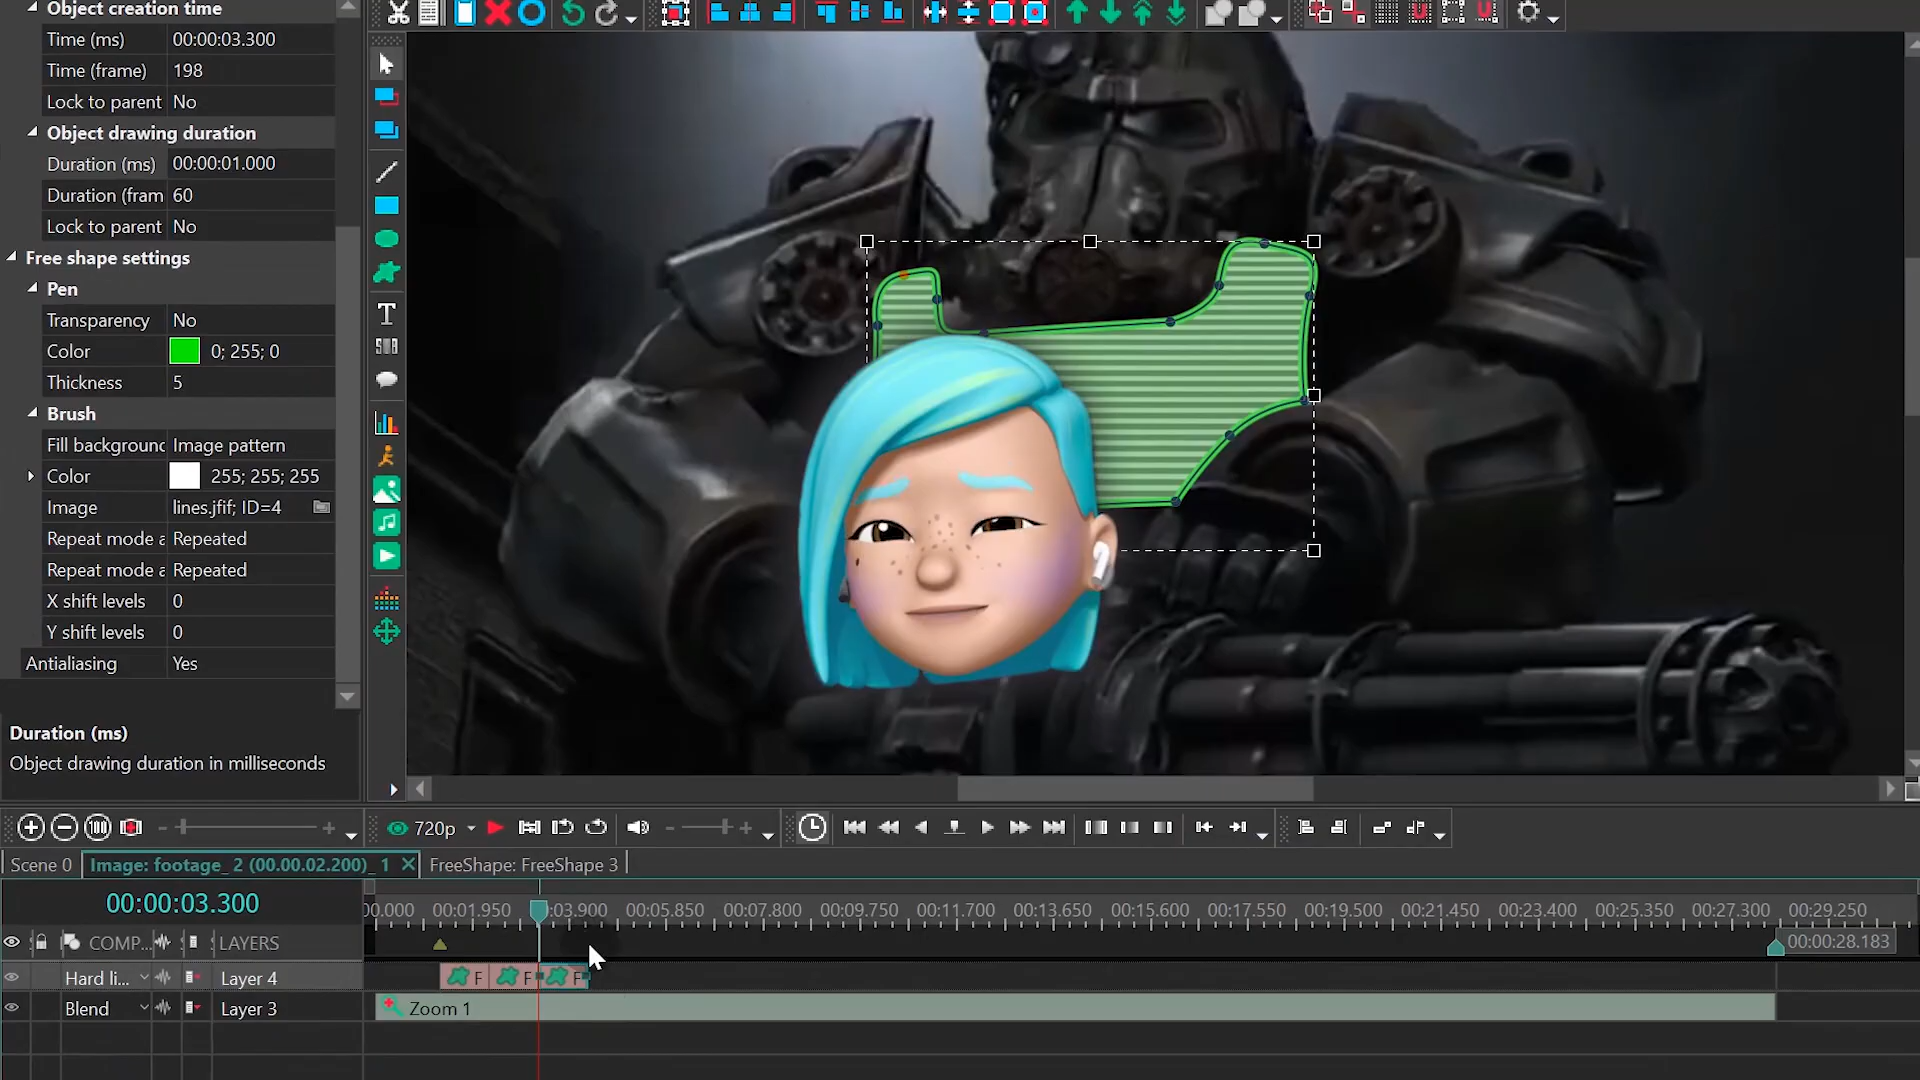 Object creation time
Time (ms) 00:00:03.300
Time (frame) 198
Lock to parent No
Object drawing duration
Duration (ms) 00:00:01.000
Duration (fram 60
Lock to parent No
Free shape settings
Pen
Transparency No
Color 0; 255; 0
Thickness 5
Brush
Fill background Image pattern
Color 255; 255; 255
Image lines.jfif; ID=4
Repeat mode a Repeated
Repeat mode a Repeated
X shift levels 0
Y shift levels 0
Antialiasing Yes
Duration (ms)
Object drawing duration in milliseconds
T
100 720p
Scene 0 Image: footage_ 2 (00.00.02.200)_ 1 FreeShape: FreeShape 3
00:00:03.300
00.000 00:01.950 :03.900 00:05.850 00:07.800 00:09.750 00:11.700 00:13.650 00:15.600 00:17.550 00:19.500 00:21.450 00:23.400 00:25.350 00:27.300 00:29.250
COMP... LAYERS 00:00:28.183
Hard li... Layer 4 F F F
Blend Layer 3 Zoom 1